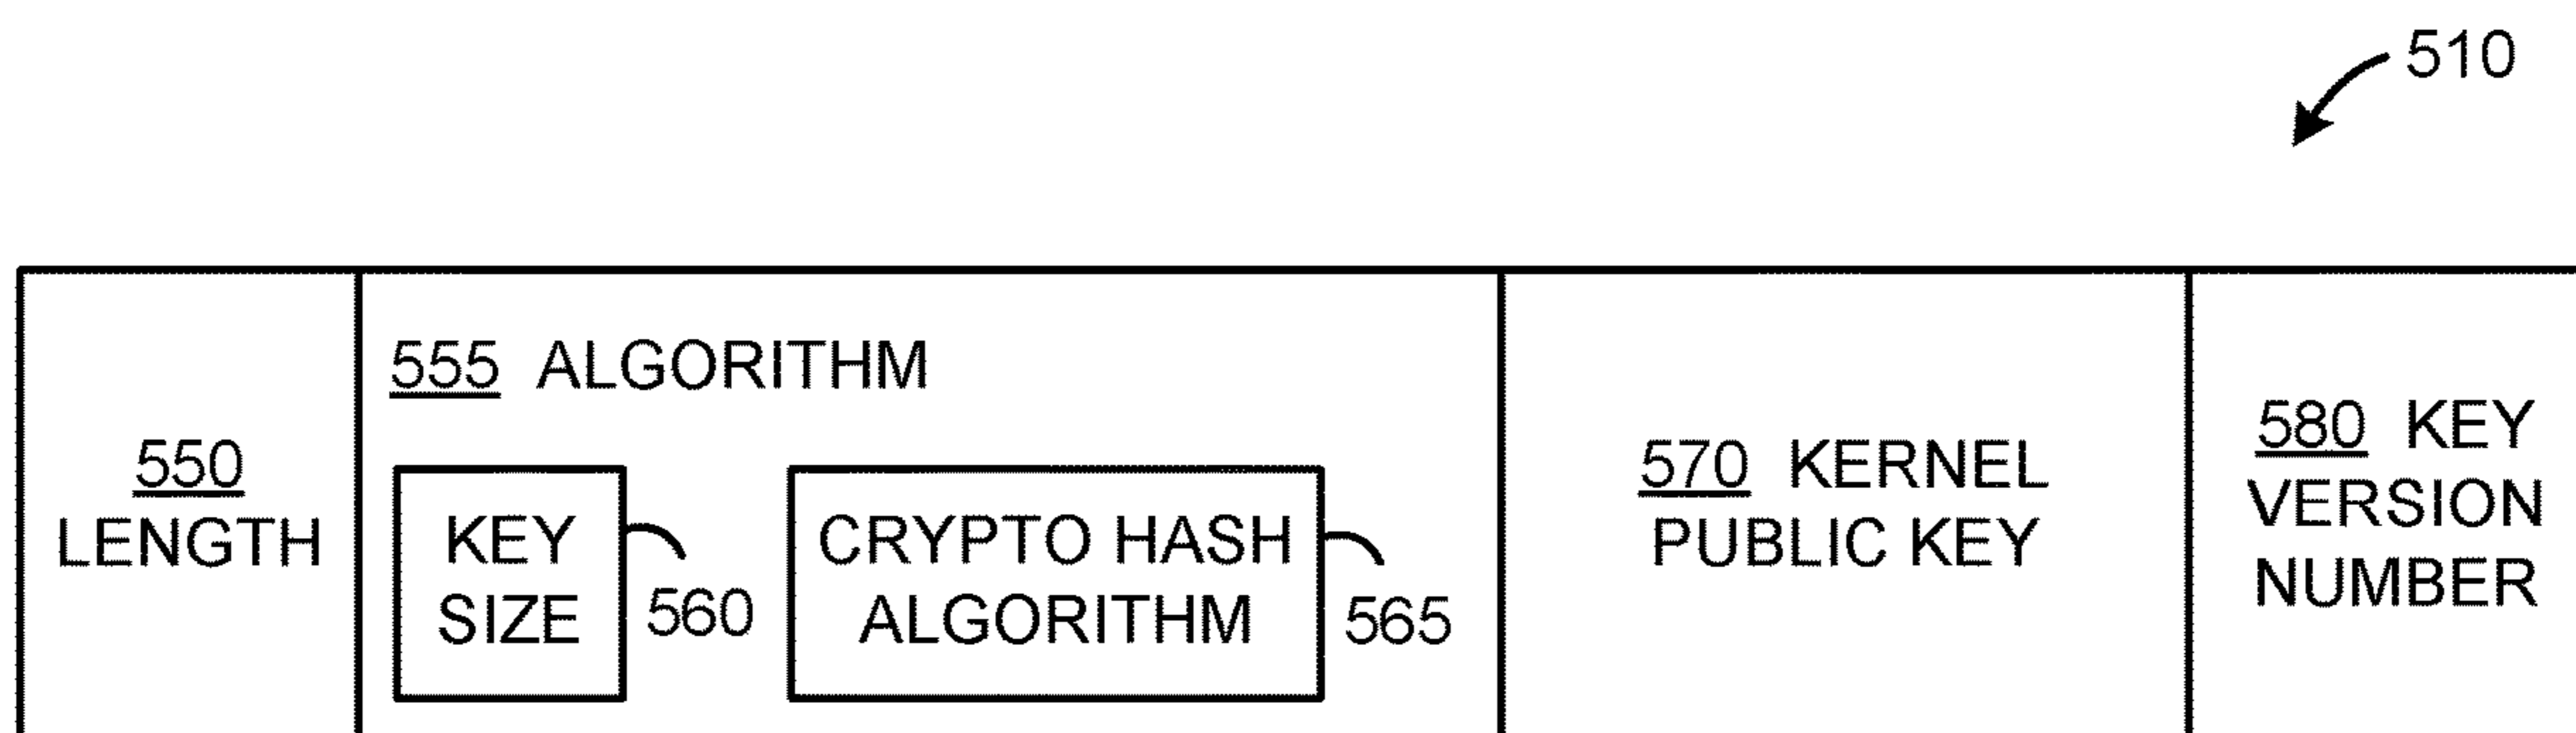 510
550
LENGTH
555 ALGORITHM
KEY
SIZE
560
CRYPTO HASH
ALGORITHM
565
570 KERNEL
PUBLIC KEY
580 KEY
VERSION
NUMBER